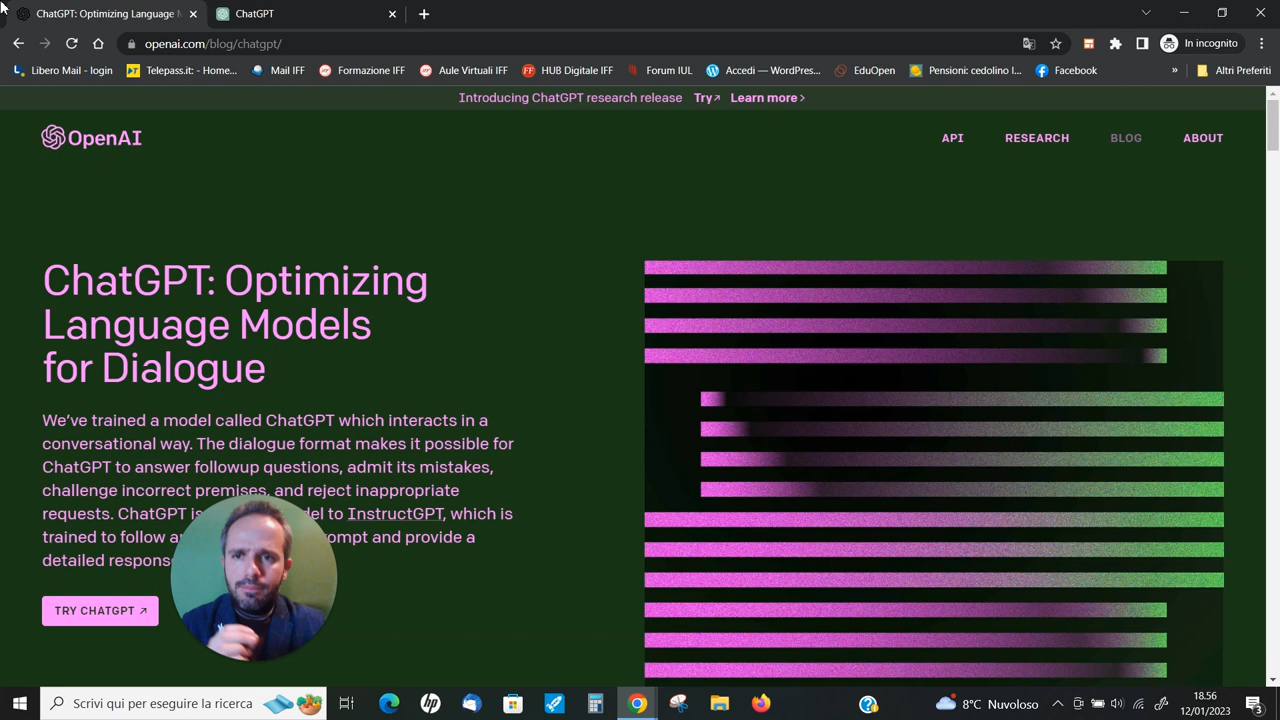 ChatGPT: Optimizing Language M
ChatGPT
openai.com/blog/chatgpt/
In incognito
Libero Mail - login
Telepass.it: - Home...
Mail IFF
Formazione IFF
Aule Virtuali IFF
HUB Digitale IFF
Forum IUL
Accedi — WordPres...
EduOpen
Pensioni: cedolino l...
Facebook
»
Altri Preferiti
Introducing ChatGPT research release Try↗ Learn more >
OpenAI
API RESEARCH BLOG ABOUT
ChatGPT: Optimizing
Language Models
for Dialogue
We've trained a model called ChatGPT which interacts in a
conversational way. The dialogue format makes it possible for
ChatGPT to answer followup questions, admit its mistakes,
challenge incorrect premises, and reject inappropriate
requests. ChatGPT is to InstructGPT, which is
trained to follow and provide a
detailed
TRY CHATGPT ↗
Scrivi qui per eseguire la ricerca
8°C Nuvoloso
18.56
12/01/2023
3